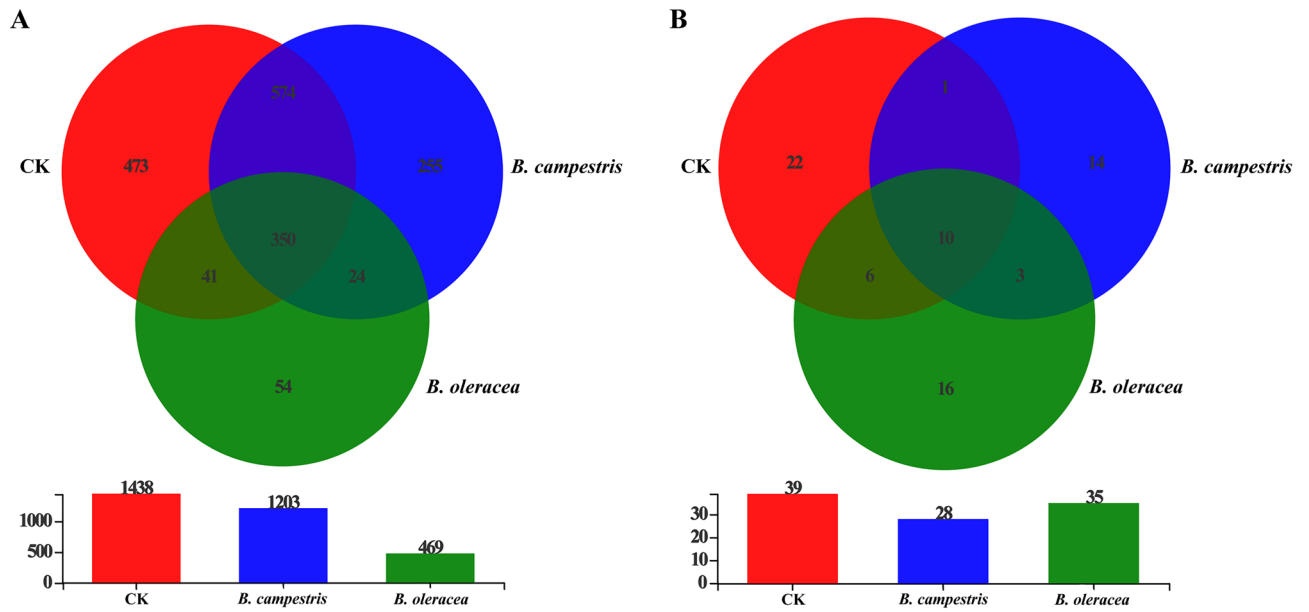 A
574
CK
473
255
B. campestris
350
41
24
54
B. oleracea
1438
1203
469
1000
500
0
CK
B. campestris
B. oleracea
B
1
CK
22
14
B. campestris
10
6
3
16
B. oleracea
39
28
35
30
20
10
0
CK
B. campestris
B. oleracea